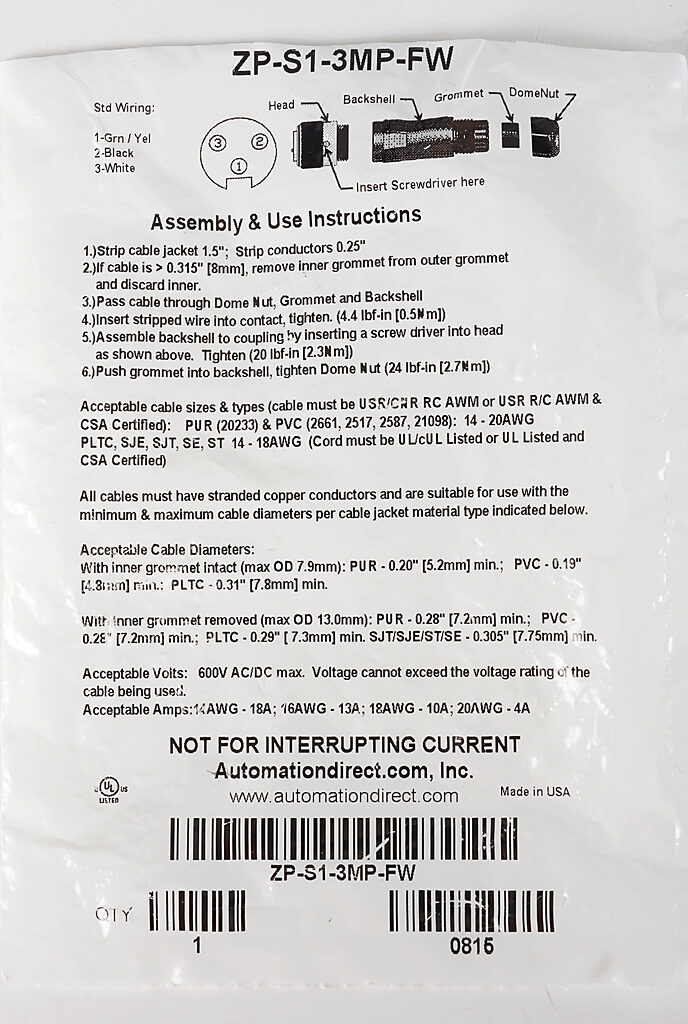 ZP-S1-3MP-FW
Std Wiring:
Head
Backshell
Grommet
DomeNut
1-Grn / Yel
2-Black
3-White
3
2
1
Insert Screwdriver here
Assembly & Use Instructions
1.)Strip cable jacket 1.5"; Strip conductors 0.25"
2.)If cable is > 0.315" [8mm], remove inner grommet from outer grommet
and discard inner.
3.)Pass cable through Dome Nut, Grommet and Backshell
4.)Insert stripped wire into contact, tighten. (4.4 lbf-in [0.5Nm])
5.)Assemble backshell to coupling by inserting a screw driver into head
as shown above. Tighten (20 lbf-in [2.3Nm])
6.)Push grommet into backshell, tighten Dome Nut (24 lbf-in [2.7Nm])
Acceptable cable sizes & types (cable must be USR/CNR RC AWM or USR R/C AWM &
CSA Certified): PUR (20233) & PVC (2661, 2517, 2587, 21098): 14 - 20AWG
PLTC, SJE, SJT, SE, ST 14 - 18AWG (Cord must be UL/cUL Listed or UL Listed and
CSA Certified)
All cables must have stranded copper conductors and are suitable for use with the
minimum & maximum cable diameters per cable jacket material type indicated below.
Acceptable Cable Diameters:
With inner grommet intact (max OD 7.9mm): PUR - 0.20" [5.2mm] min.; PVC - 0.19"
[4.8mm] min.; PLTC - 0.31" [7.8mm] min.
With inner grommet removed (max OD 13.0mm): PUR - 0.28" [7.2mm] min.; PVC -
0.28" [7.2mm] min.; PLTC - 0.29" [ 7.3mm] min. SJT/SJE/ST/SE - 0.305" [7.75mm] min.
Acceptable Volts: 600V AC/DC max. Voltage cannot exceed the voltage rating of the
cable being used.
Acceptable Amps:14AWG - 18A; 16AWG - 13A; 18AWG - 10A; 20AWG - 4A
NOT FOR INTERRUPTING CURRENT
Automationdirect.com, Inc.
c UL US
LISTED
www.automationdirect.com
Made in USA
ZP-S1-3MP-FW
QTY
1
0815